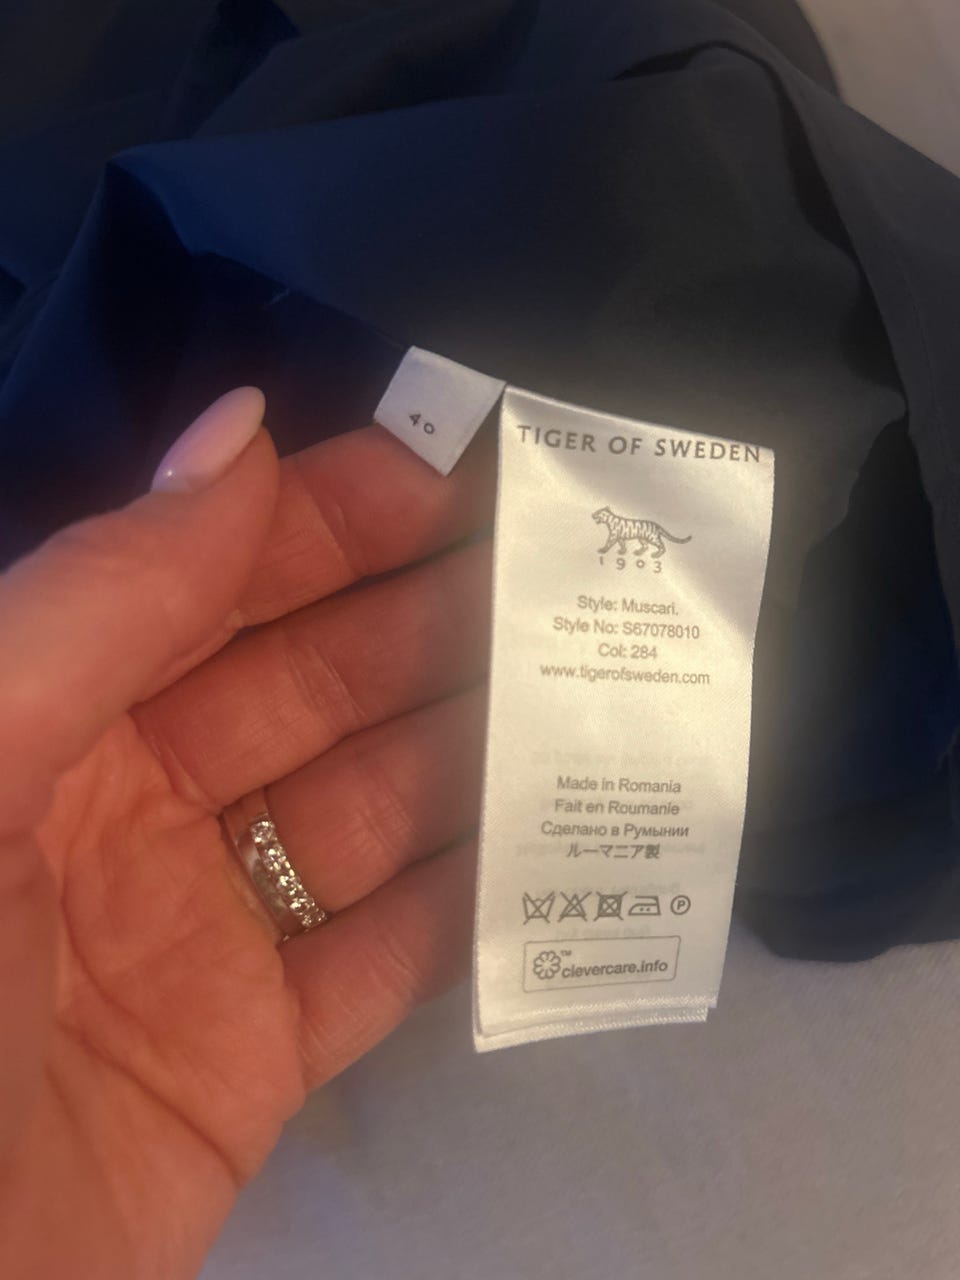 40
TIGER OF SWEDEN
1903
Style: Muscari.
Style No: S67078010
Col: 284
www.tigerofsweden.com
Made in Romania
Fait en Roumanie
Сделано в Румынии
ルーマニア製
P
™
clevercare.info